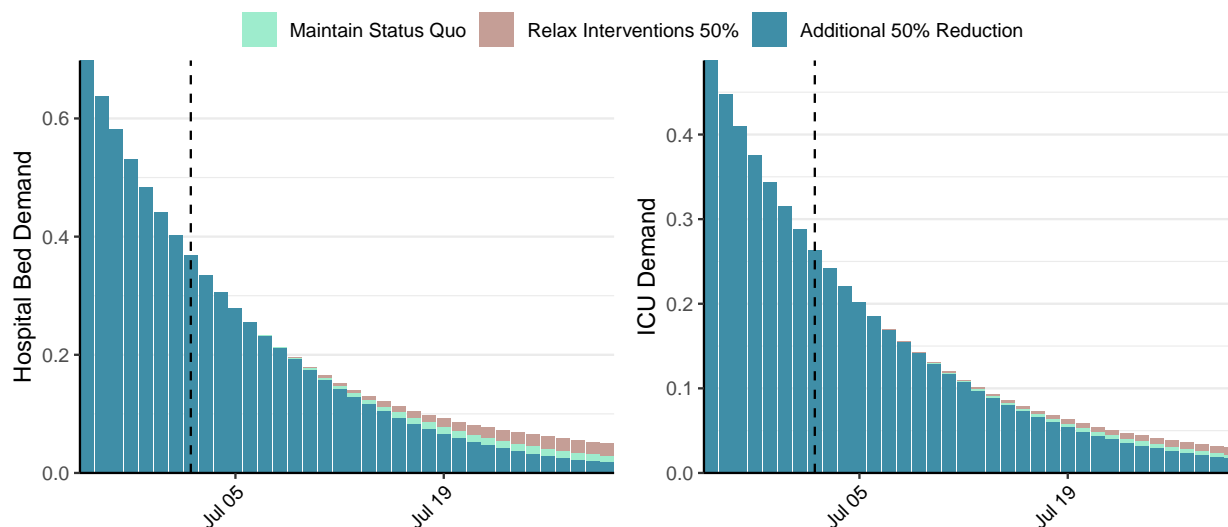 Maintain Status Quo Relax Interventions 50% Additional 50% Reduction
Hospital Bed Demand
0.6
0.4
0.2
0.0
Jul 05
Jul 19
ICU Demand
0.4
0.3
0.2
0.1
0.0
Jul 05
Jul 19